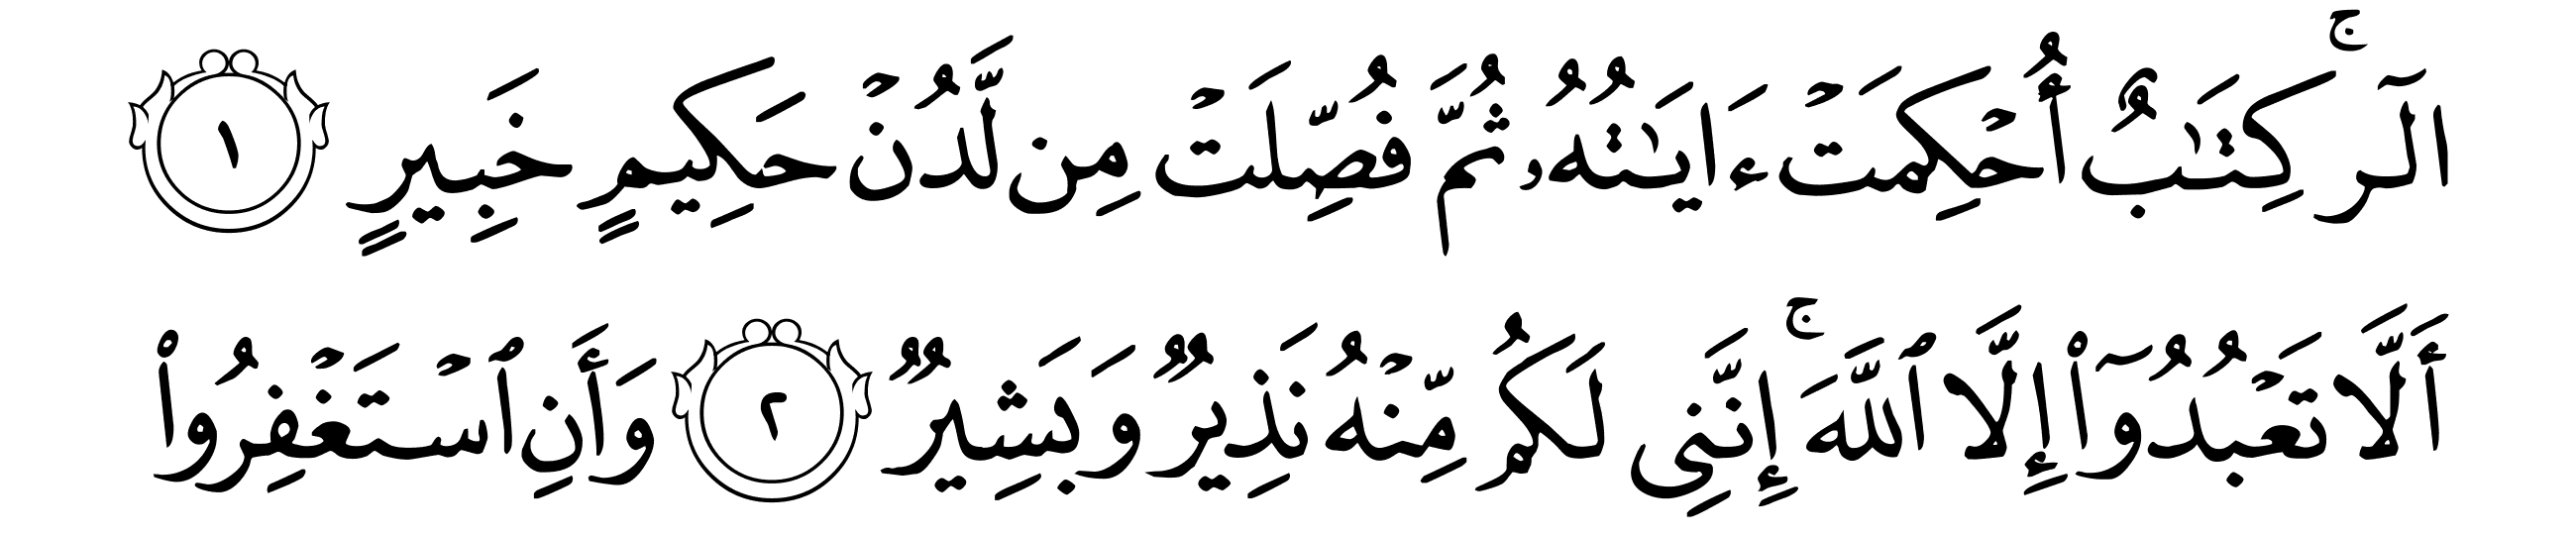 الٓرۚ كِتَٰبٌ أُحْكِمَتْ ءَايَٰتُهُۥ ثُمَّ فُصِّلَتْ مِن لَّدُنْ حَكِيمٍ خَبِيرٍ ١
أَلَّا تَعْبُدُوٓا۟ إِلَّا ٱللَّهَ ۚ إِنَّنِى لَكُم مِّنْهُ نَذِيرٌ وَبَشِيرٌ ٢ وَأَنِ ٱسْتَغْفِرُوا۟